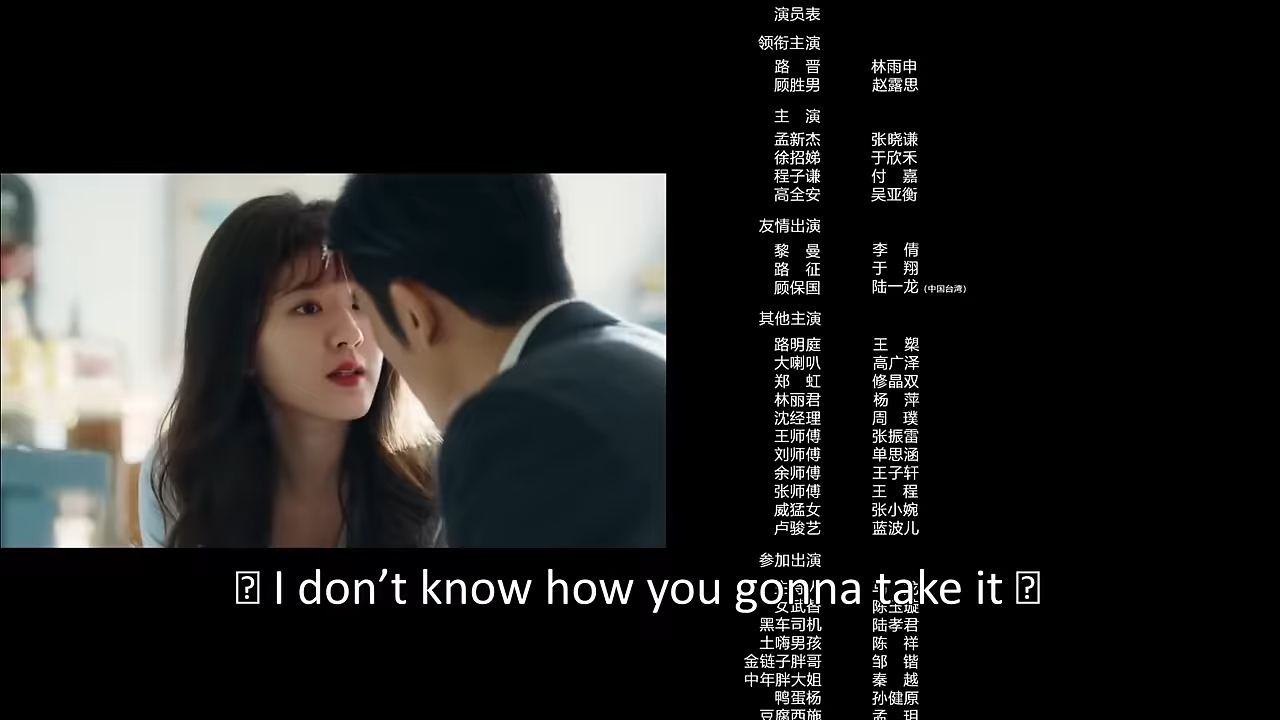 演员表
领衔主演
路 晋 林雨申
顾胜男 赵露思
主 演
孟新杰 张晓谦
徐招娣 于欣禾
程子谦 付 嘉
高全安 吴亚衡
友情出演
黎 曼 李 倩
路 征 于 翔
顾保国 陆一龙(中国台湾)
其他主演
路明庭 王 槊
大喇叭 高广泽
郑 虹 修晶双
林丽君 杨 萍
沈经理 周 璞
王师傅 张振雷
刘师傅 单思涵
余师傅 王子轩
张师傅 王 程
威猛女 张小婉
卢骏艺 蓝波儿
参加出演
I don't know how you gonna take it
黑车司机 陆孝君
土嗨男孩 陈 祥
金链子胖哥 邹 锴
中年胖大姐 秦 越
鸭蛋杨 孙健原
豆腐西施 孟 玥